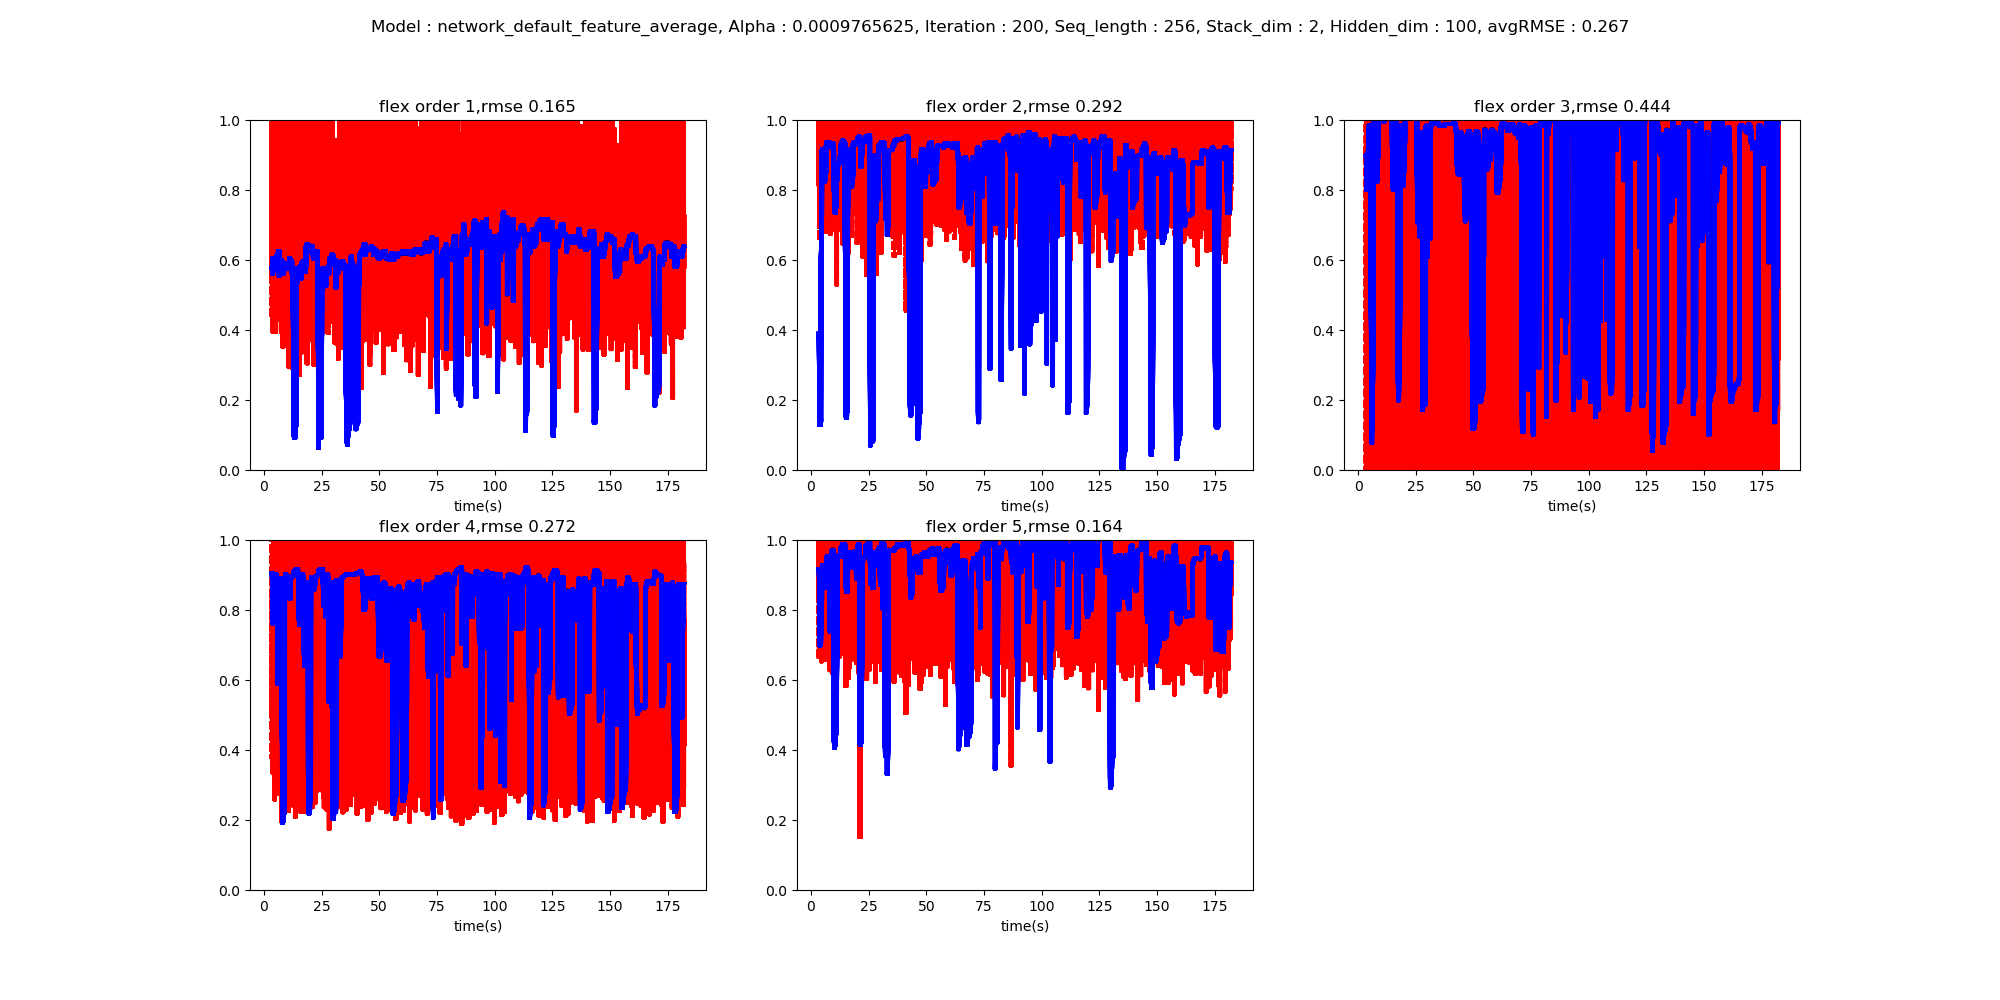 Model : network_default_feature_average, Alpha : 0.0009765625, Iteration : 200, Seq_length : 256, Stack_dim : 2, Hidden_dim : 100, avgRMSE : 0.267
flex order 1,rmse 0.165
1.0
0.8
0.6
0.4
0.2
0.0
0 25 50 75 100 125 150 175
time(s)
flex order 2,rmse 0.292
1.0
0.8
0.6
0.4
0.2
0.0
0 25 50 75 100 125 150 175
time(s)
flex order 3,rmse 0.444
1.0
0.8
0.6
0.4
0.2
0.0
0 25 50 75 100 125 150 175
time(s)
flex order 4,rmse 0.272
1.0
0.8
0.6
0.4
0.2
0.0
0 25 50 75 100 125 150 175
time(s)
flex order 5,rmse 0.164
1.0
0.8
0.6
0.4
0.2
0.0
0 25 50 75 100 125 150 175
time(s)